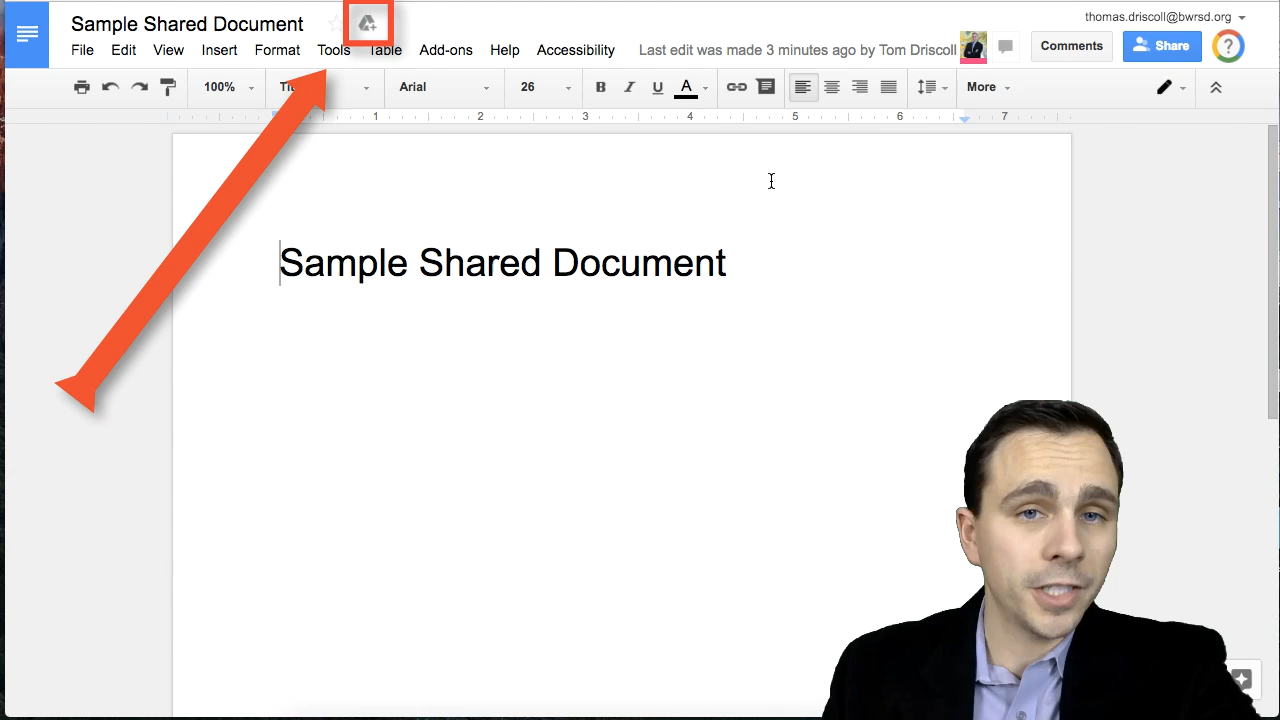 Sample Shared Document
thomas.driscoll@bwrsd.org
File Edit View Insert Format Tools Table Add-ons Help Accessibility Last edit was made 3 minutes ago by Tom Driscoll
Comments
Share
?
100% Arial 26 B I U A More
1 2 3 4 5 6 7
Sample Shared Document